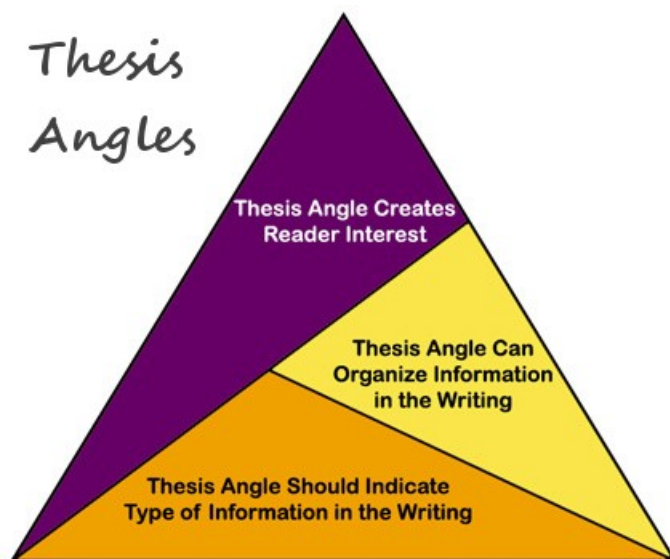 Thesis
Angles
Thesis Angle Creates
Reader Interest
Thesis Angle Can
Organize Information
in the Writing
Thesis Angle Should Indicate
Type of Information in the Writing